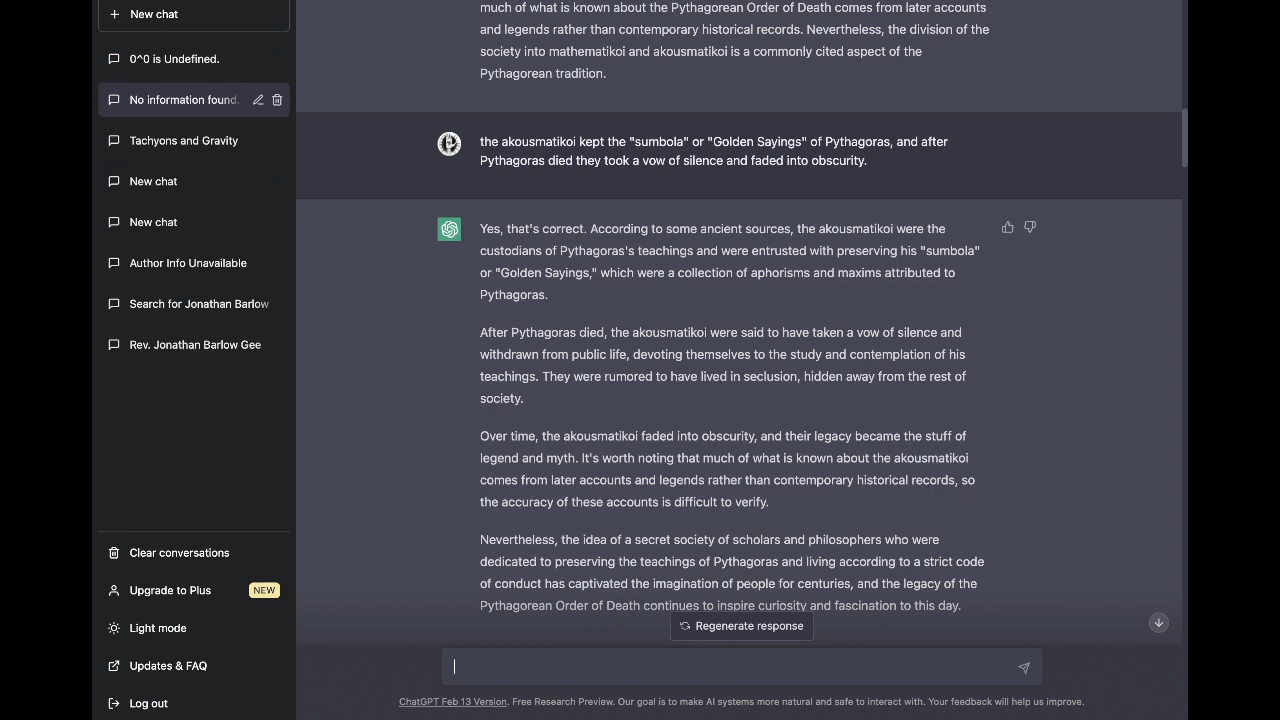 New chat
0^0 is Undefined.
No information found.
Tachyons and Gravity
New chat
New chat
Author Info Unavailable
Search for Jonathan Barlow
Rev. Jonathan Barlow Gee
Clear conversations
Upgrade to Plus NEW
Light mode
Updates & FAQ
Log out
much of what is known about the Pythagorean Order of Death comes from later accounts
and legends rather than contemporary historical records. Nevertheless, the division of the
society into mathematikoi and akousmatikoi is a commonly cited aspect of the
Pythagorean tradition.
the akousmatikoi kept the "sumbola" or "Golden Sayings" of Pythagoras, and after
Pythagoras died they took a vow of silence and faded into obscurity.
Yes, that's correct. According to some ancient sources, the akousmatikoi were the
custodians of Pythagoras's teachings and were entrusted with preserving his "sumbola"
or "Golden Sayings," which were a collection of aphorisms and maxims attributed to
Pythagoras.
After Pythagoras died, the akousmatikoi were said to have taken a vow of silence and
withdrawn from public life, devoting themselves to the study and contemplation of his
teachings. They were rumored to have lived in seclusion, hidden away from the rest of
society.
Over time, the akousmatikoi faded into obscurity, and their legacy became the stuff of
legend and myth. It's worth noting that much of what is known about the akousmatikoi
comes from later accounts and legends rather than contemporary historical records, so
the accuracy of these accounts is difficult to verify.
Nevertheless, the idea of a secret society of scholars and philosophers who were
dedicated to preserving the teachings of Pythagoras and living according to a strict code
of conduct has captivated the imagination of people for centuries, and the legacy of the
Pythagorean Order of Death continues to inspire curiosity and fascination to this day.
Regenerate response
ChatGPT Feb 13 Version. Free Research Preview. Our goal is to make AI systems more natural and safe to interact with. Your feedback will help us improve.